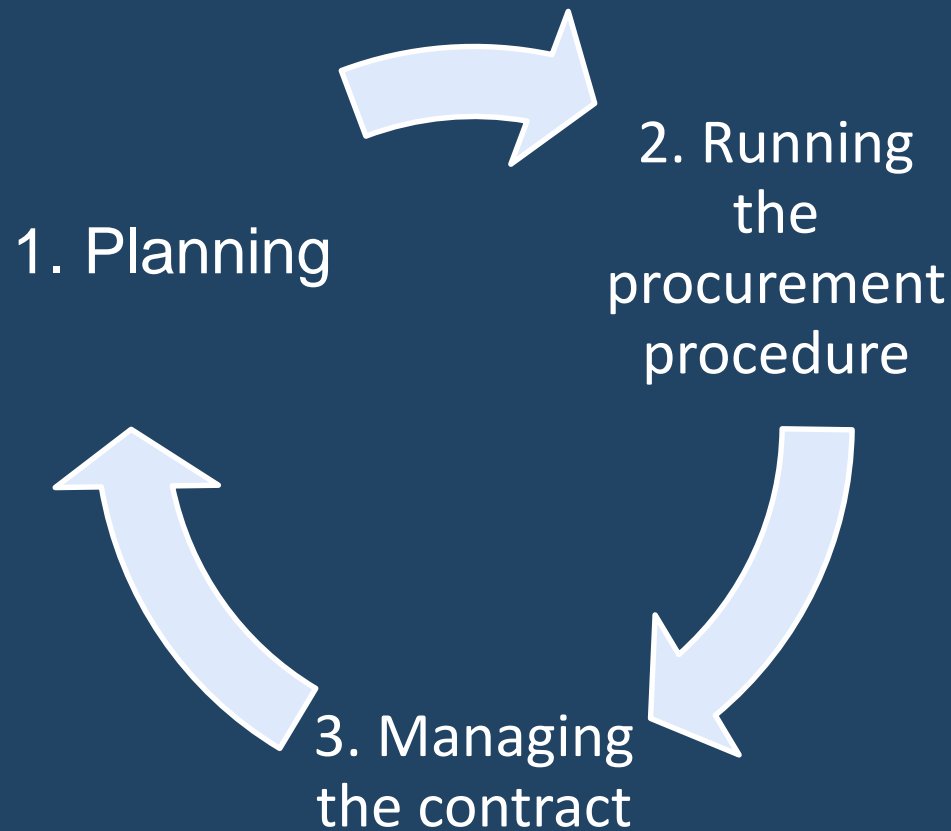 1. Planning
2. Running
the
procurement
procedure
3. Managing
the contract